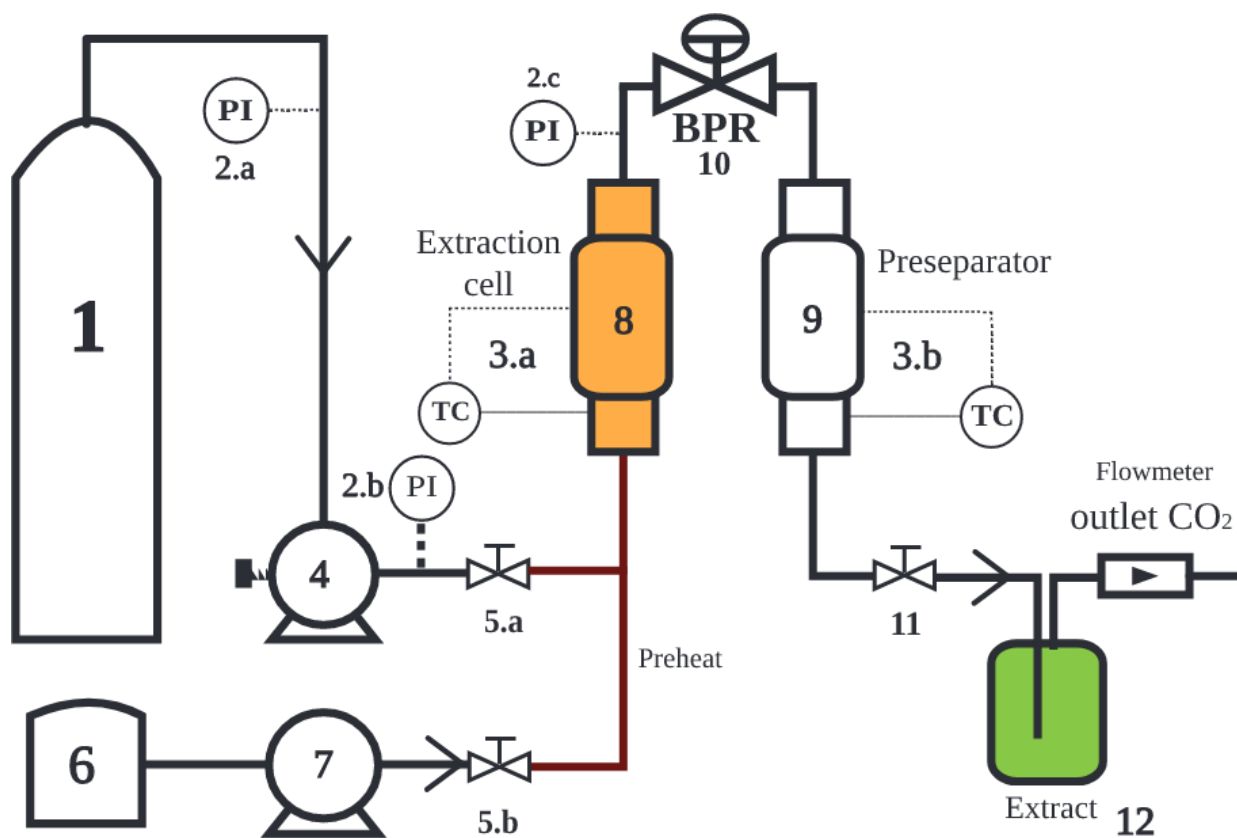 PI
2.a
1
2.c
PI
BPR
10
Extraction
cell
8
3.a
TC
Preseparator
9
3.b
TC
2.b
PI
4
5.a
Preheat
6
7
5.b
11
Flowmeter
outlet CO2
Extract
12